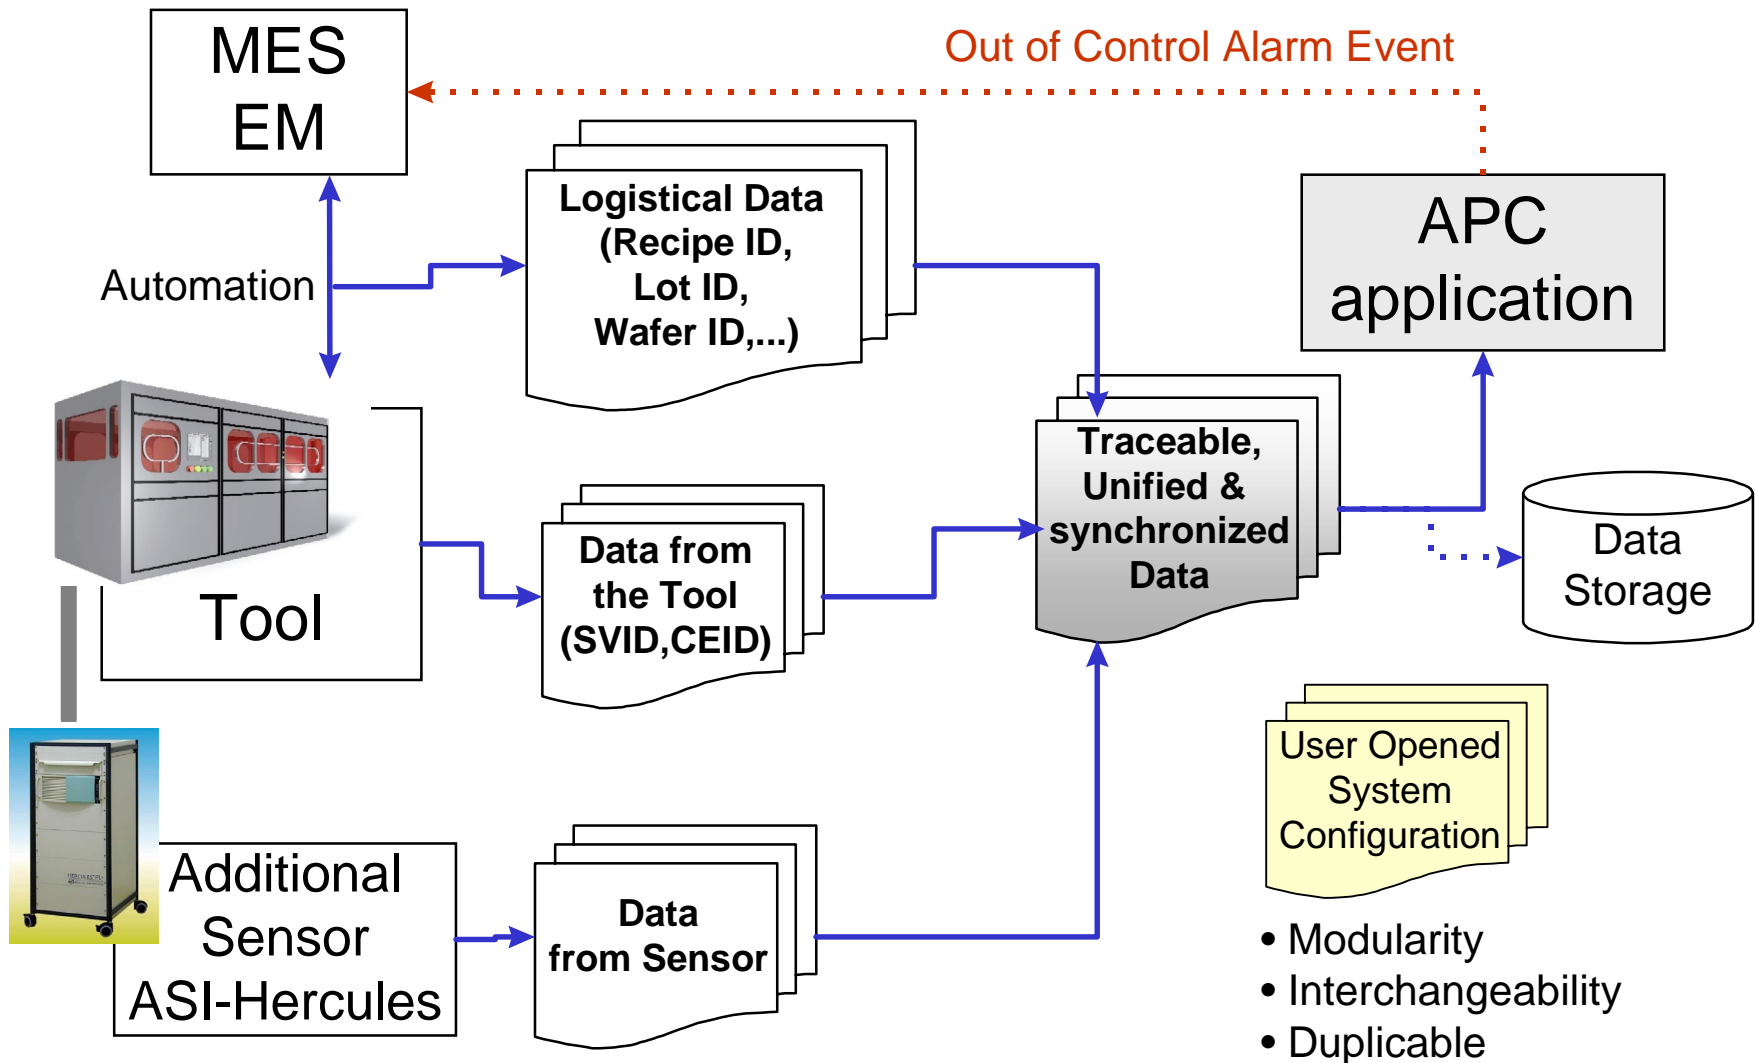 MES
EM
Out of Control Alarm Event
Logistical Data
(Recipe ID,
Lot ID,
Wafer ID,...)
APC
application
Automation
Traceable,
Unified &
synchronized
Data
Data from
the Tool
(SVID,CEID)
Data
Storage
Tool
User Opened
System
Configuration
Additional
Sensor
ASI-Hercules
Data
from Sensor
• Modularity
• Interchangeability
• Duplicable